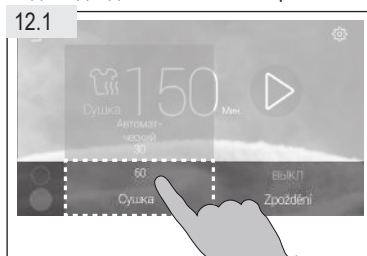 12.1
150 Мин.
Сушка
Автомат-
ческий
30
60
Сушка
ВЫКЛ
Zpoždění